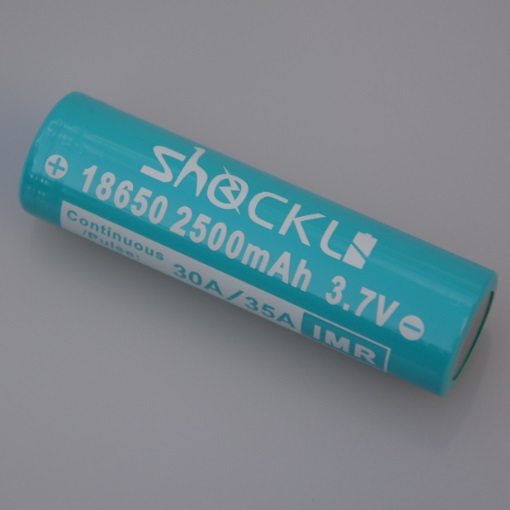 Shockli
+ 18650 2500mAh 3.7V -
Continuous
/Pulse: 30A/35A IMR